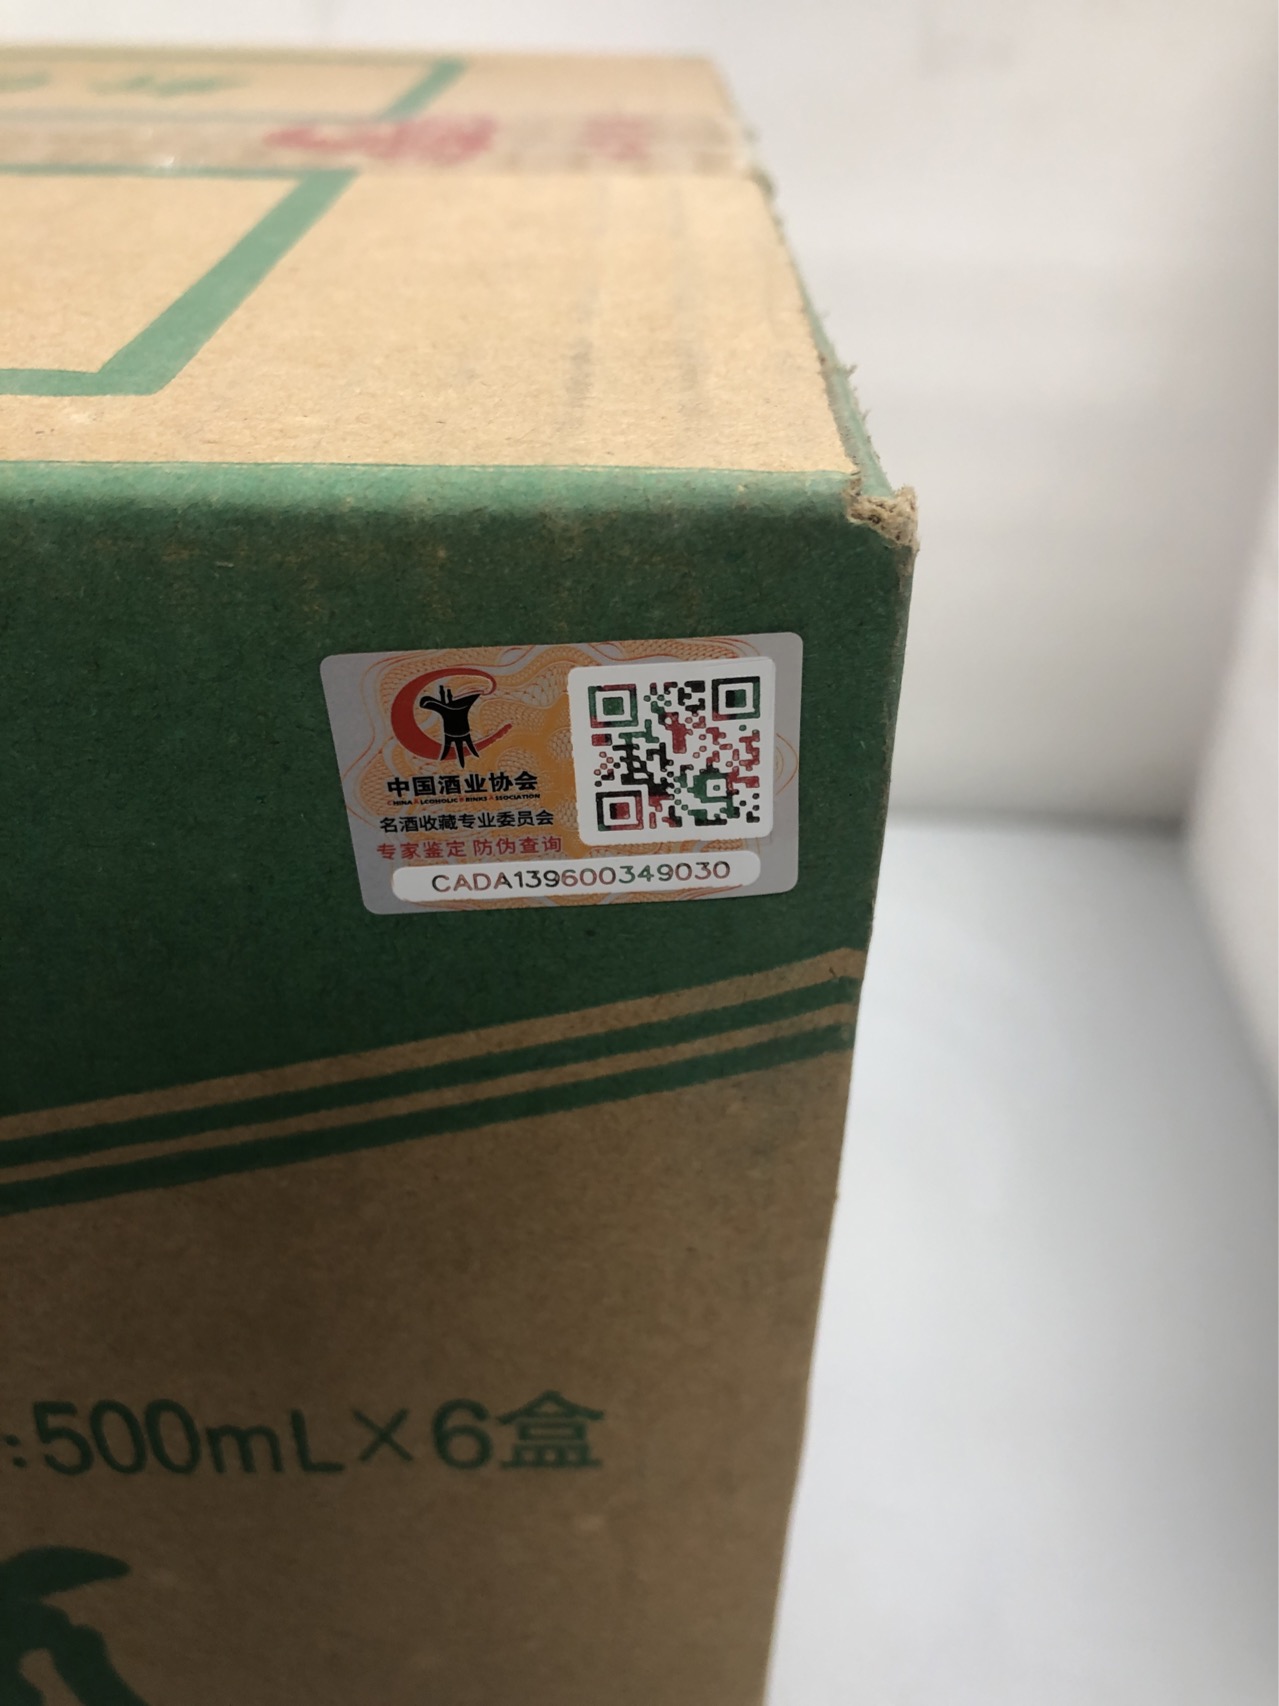 中国酒业协会
CHINA ALCOHOLIC DRINKS ASSOCIATION
名酒收藏专业委员会
专家鉴定 防伪查询
CADA139600349030
:500mL×6盒